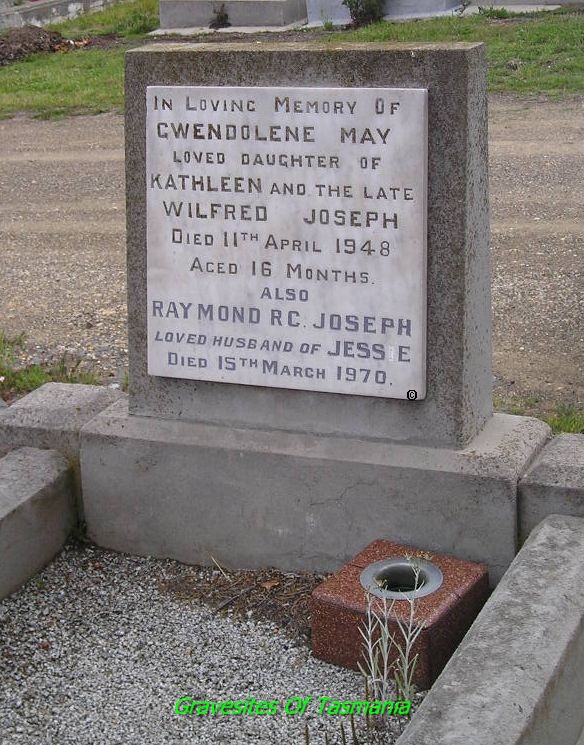 In Loving Memory Of
GWENDOLENE MAY
LOVED DAUGHTER OF
KATHLEEN AND THE LATE
WILFRED JOSEPH
DIED 11TH APRIL 1948
AGED 16 MONTHS.
ALSO
RAYMOND R.C. JOSEPH
LOVED HUSBAND OF JESSIE
DIED 15TH MARCH 1970.
©
Gravesites Of Tasmania